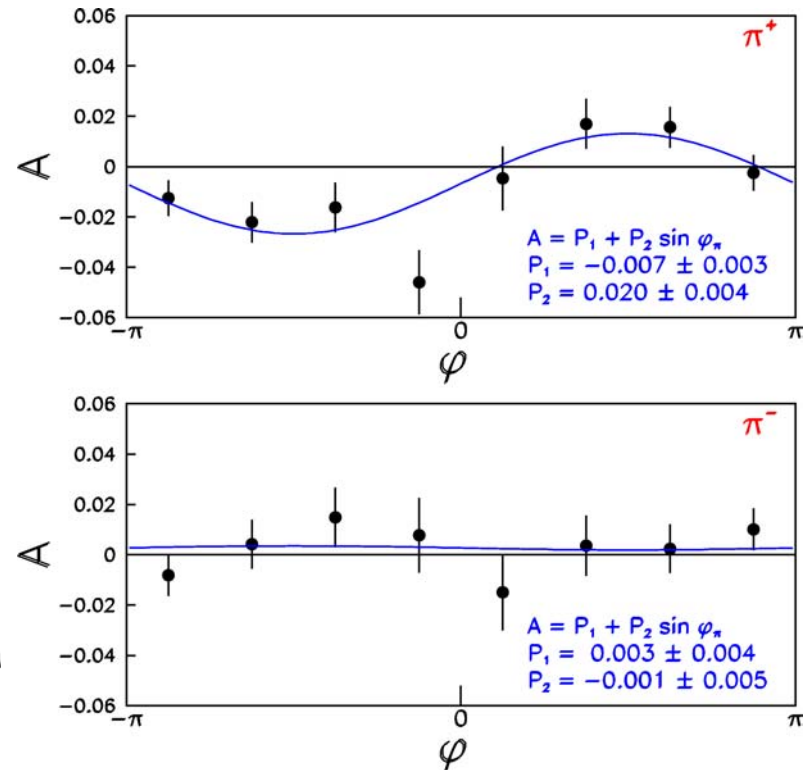 0.06
π⁺
0.04
0.02
0
A
−0.02
A = P₁ + P₂ sin φπ
−0.04
P₁ = −0.007 ± 0.003
P₂ = 0.020 ± 0.004
−0.06
−π 0 π
φ
0.06
π⁻
0.04
0.02
0
A
−0.02
A = P₁ + P₂ sin φπ
−0.04
P₁ = 0.003 ± 0.004
P₂ = −0.001 ± 0.005
−0.06
−π 0 π
φ